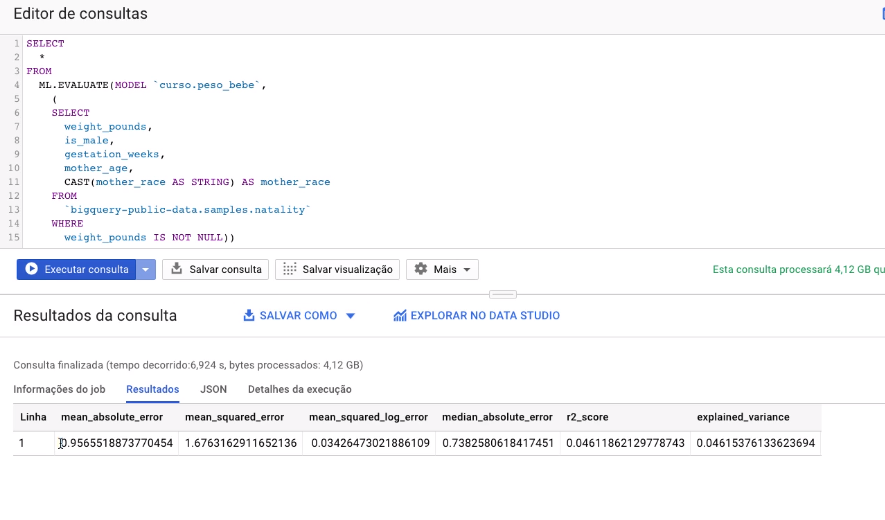 Editor de consultas
1 SELECT
2 *
3 FROM
4 ML.EVALUATE(MODEL `curso.peso_bebe`,
5 (
6 SELECT
7 weight_pounds,
8 is_male,
9 gestation_weeks,
10 mother_age,
11 CAST(mother_race AS STRING) AS mother_race
12 FROM
13 `bigquery-public-data.samples.natality`
14 WHERE
15 weight_pounds IS NOT NULL))
Executar consulta Salvar consulta Salvar visualização Mais Esta consulta processará 4,12 GB qu
Resultados da consulta SALVAR COMO EXPLORAR NO DATA STUDIO
Consulta finalizada (tempo decorrido:6,924 s, bytes processados: 4,12 GB)
Informações do job Resultados JSON Detalhes da execução
Linha mean_absolute_error mean_squared_error mean_squared_log_error median_absolute_error r2_score explained_variance
1 0.9565518873770454 1.6763162911652136 0.03426473021886109 0.7382580618417451 0.04611862129778743 0.04615376133623694